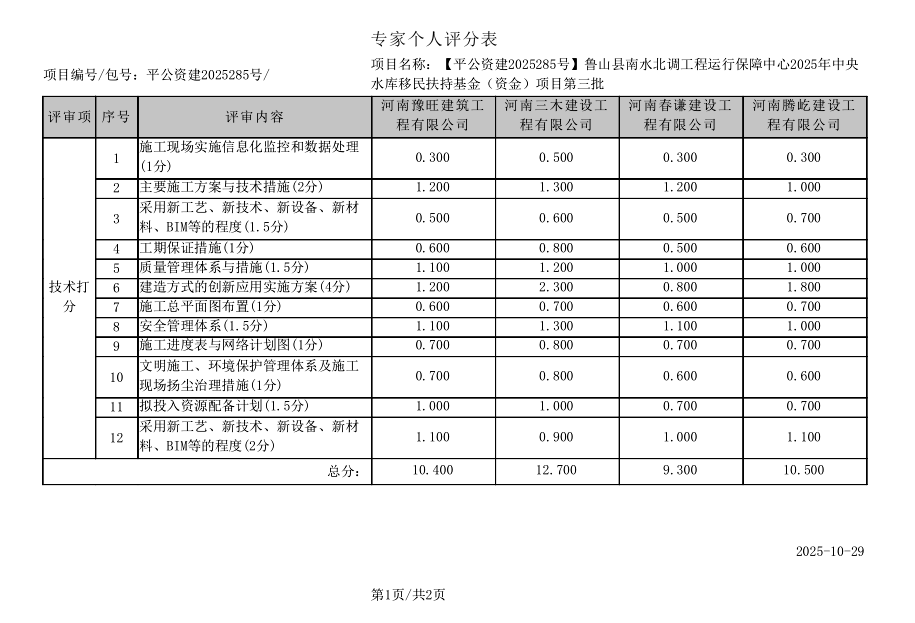 专家个人评分表
项目编号/包号：平公资建2025285号/
项目名称：【平公资建2025285号】鲁山县南水北调工程运行保障中心2025年中央
水库移民扶持基金（资金）项目第三批
评审项 序号 评审内容 河南豫旺建筑工 河南三木建设工 河南春谦建设工 河南腾屹建设工
程有限公司 程有限公司 程有限公司 程有限公司
技术打
分
1 施工现场实施信息化监控和数据处理 0.300 0.500 0.300 0.300
(1分)
2 主要施工方案与技术措施(2分) 1.200 1.300 1.200 1.000
3 采用新工艺、新技术、新设备、新材 0.500 0.600 0.500 0.700
料、BIM等的程度(1.5分)
4 工期保证措施(1分) 0.600 0.800 0.500 0.600
5 质量管理体系与措施(1.5分) 1.100 1.200 1.000 1.000
6 建造方式的创新应用实施方案(4分) 1.200 2.300 0.800 1.800
7 施工总平面图布置(1分) 0.600 0.700 0.600 0.700
8 安全管理体系(1.5分) 1.100 1.300 1.100 1.000
9 施工进度表与网络计划图(1分) 0.700 0.800 0.700 0.700
10 文明施工、环境保护管理体系及施工 0.700 0.800 0.600 0.600
现场扬尘治理措施(1分)
11 拟投入资源配备计划(1.5分) 1.000 1.000 0.700 0.700
12 采用新工艺、新技术、新设备、新材 1.100 0.900 1.000 1.100
料、BIM等的程度(2分)
总分： 10.400 12.700 9.300 10.500
2025-10-29
第1页/共2页